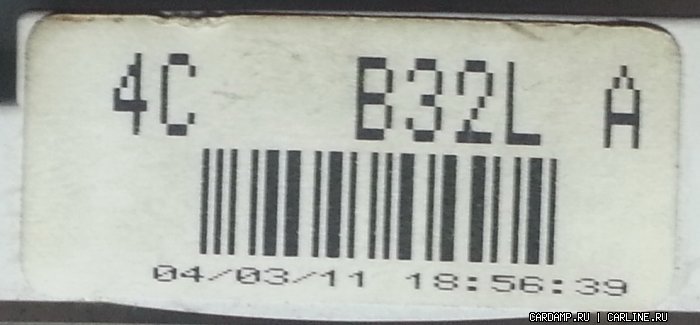 4C B32L A
04/03/11 18:56:39
CARDAMP.RU | CARLINE.RU